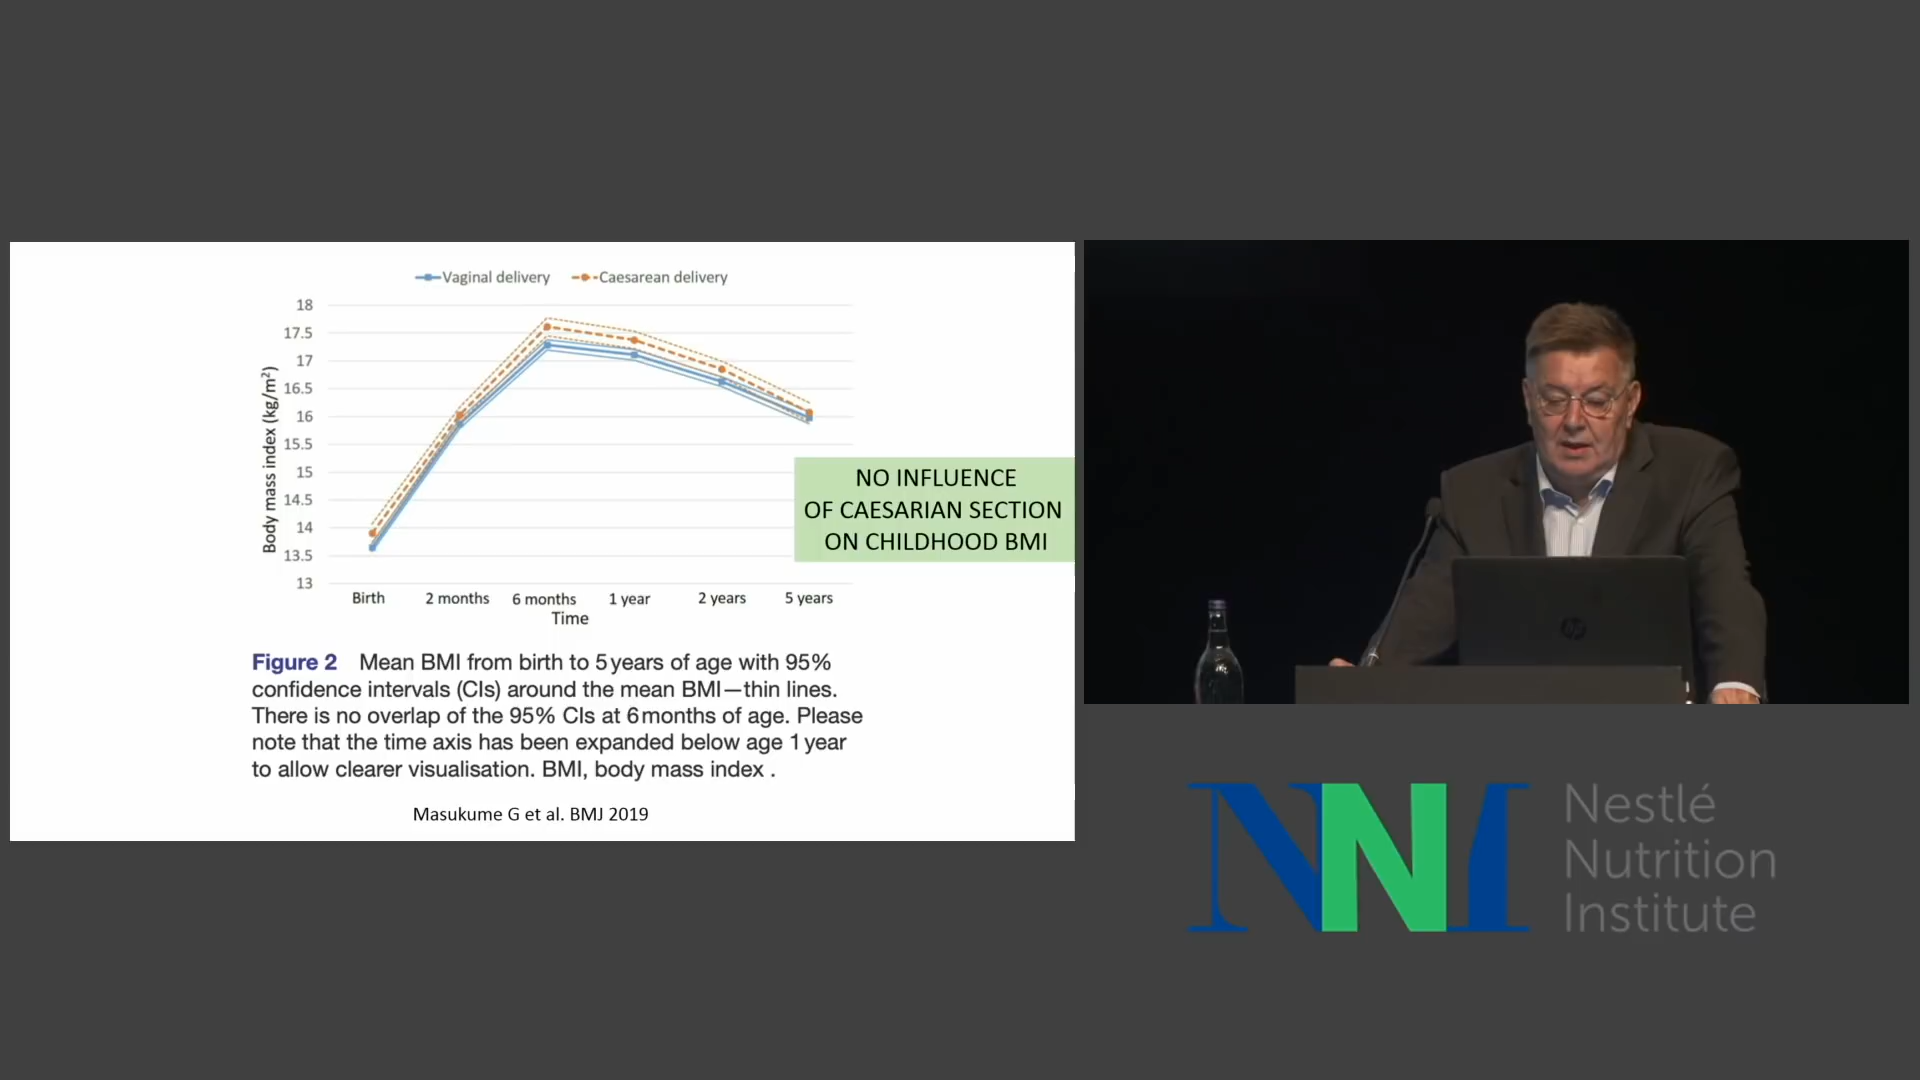 Vaginal delivery
Caesarean delivery
18
17.5
17
16.5
16
15.5
15
14.5
14
13.5
13
Body mass index (kg/m²)
Birth
2 months
6 months
1 year
2 years
5 years
Time
NO INFLUENCE
OF CAESARIAN SECTION
ON CHILDHOOD BMI
Figure 2 Mean BMI from birth to 5 years of age with 95%
confidence intervals (CIs) around the mean BMI—thin lines.
There is no overlap of the 95% CIs at 6 months of age. Please
note that the time axis has been expanded below age 1 year
to allow clearer visualisation. BMI, body mass index .
Masukume G et al. BMJ 2019
hp
NNI
Nestlé
Nutrition
Institute